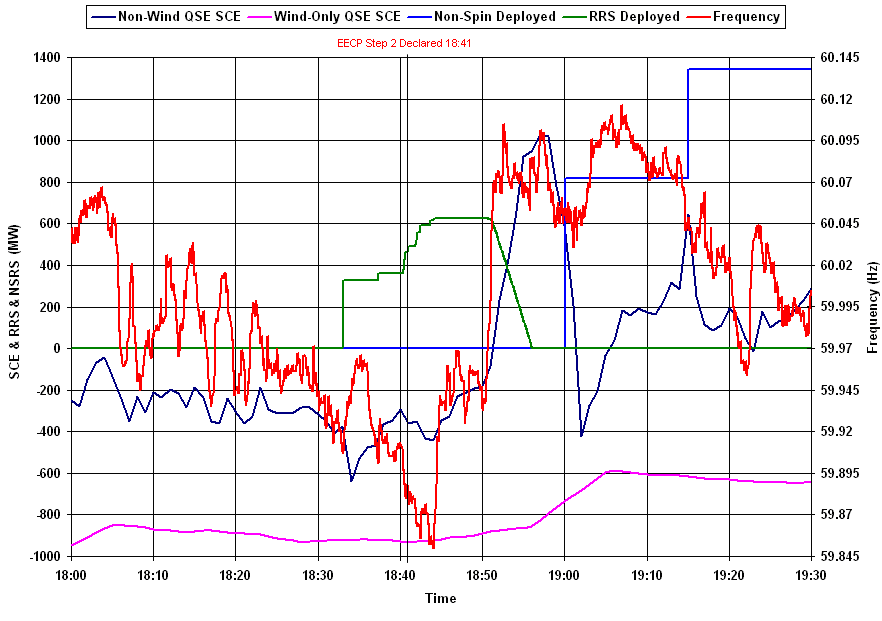 Non-Wind QSE SCE Wind-Only QSE SCE Non-Spin Deployed RRS Deployed Frequency
EECP Step 2 Declared 18:41
1400 60.145
1200 60.12
1000 60.095
800 60.07
600 60.045
400 60.02
200 59.995
0 59.97
-200 59.945
-400 59.92
-600 59.895
-800 59.87
-1000 59.845
SCE & RRS & NSRS (MW)
Frequency (Hz)
18:00 18:10 18:20 18:30 18:40 18:50 19:00 19:10 19:20 19:30
Time